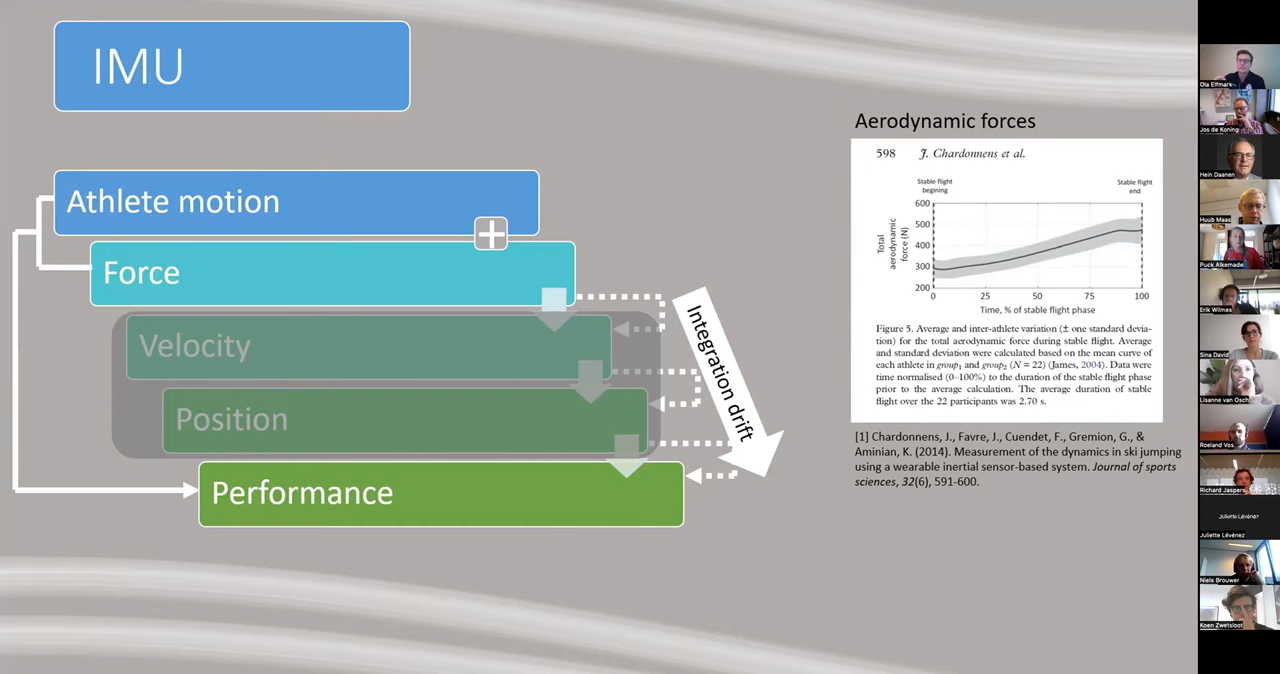 IMU
Athlete motion
Force
Velocity
Position
Performance
Integration drift
Aerodynamic forces
598 J. Chardonnens et al.
Stable flight
begining
Stable flight
end
Total
aerodynamic
force (N)
600
500
400
300
200
0 25 50 75 100
Time, % of stable flight phase
Figure 5. Average and inter-athlete variation (± one standard devia-
tion) for the total aerodynamic force during stable flight. Average
and standard deviation were calculated based on the mean curve of
each athlete in group1 and group2 (N = 22) (James, 2004). Data were
time normalised (0–100%) to the duration of the stable flight phase
prior to the average calculation. The average duration of stable
flight over the 22 participants was 2.70 s.
[1] Chardonnens, J., Favre, J., Cuendet, F., Gremion, G., &
Aminian, K. (2014). Measurement of the dynamics in ski jumping
using a wearable inertial sensor-based system. Journal of sports
sciences, 32(6), 591-600.
Ola Elfmark
Jos de Koning
Hein Daanen
Huub Maas
Puck Alkemade
Erik Wilmes
Sina David
Lisanne van Osch
Roeland Vos
Richard Jaspers
Juliette Lévénez
Juliette Lévénez
Niels Brouwer
Koen Zwetsloot